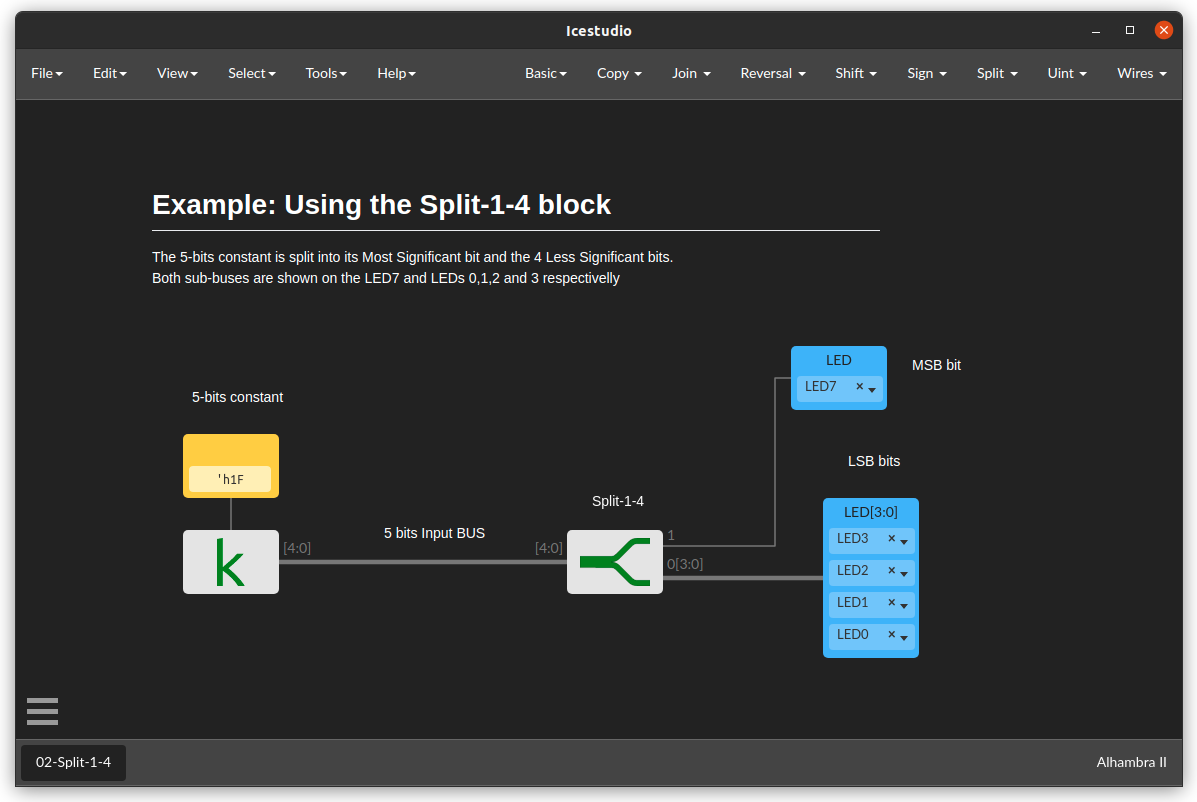 Icestudio
File Edit View Select Tools Help Basic Copy Join Reversal Shift Sign Split Uint Wires
Example: Using the Split-1-4 block
The 5-bits constant is split into its Most Significant bit and the 4 Less Significant bits.
Both sub-buses are shown on the LED7 and LEDs 0,1,2 and 3 respectivelly
LED
LED7
MSB bit
5-bits constant
'h1F
k
[4:0]
5 bits Input BUS
[4:0]
Split-1-4
1
0[3:0]
LSB bits
LED[3:0]
LED3
LED2
LED1
LED0
02-Split-1-4
Alhambra II